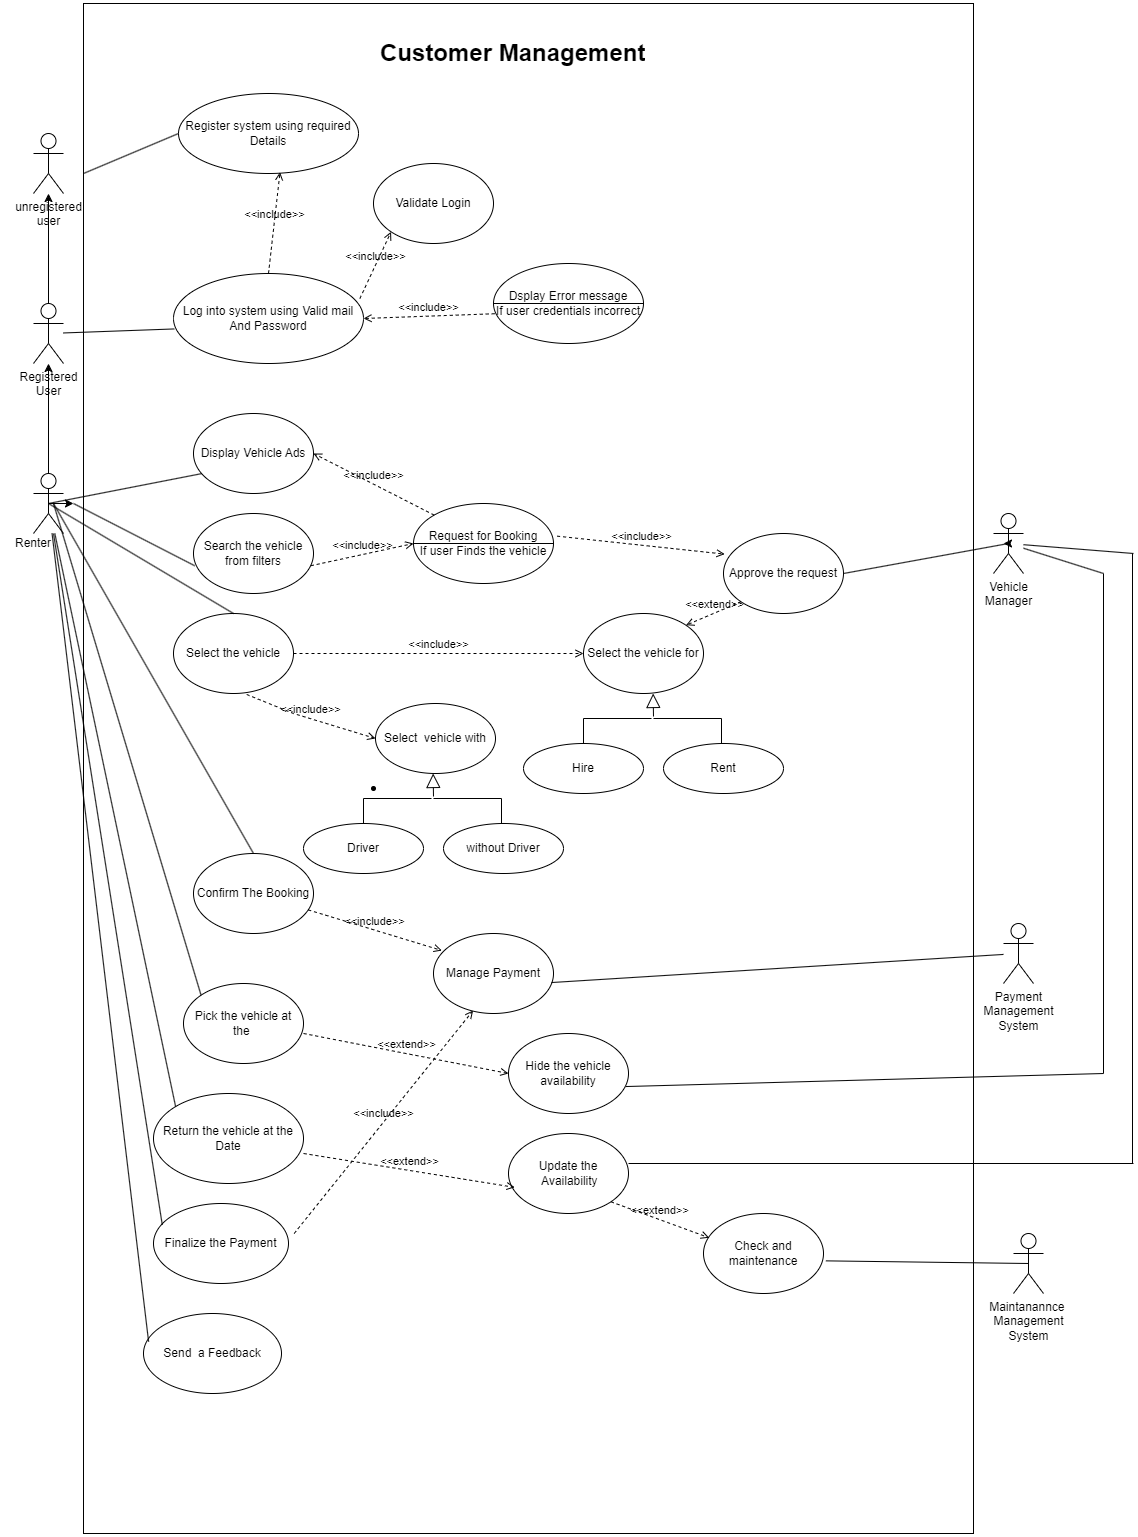 Customer Management
Register system using required
Details
unregistered
user
<<include>>
Validate Login
<<include>>
Log into system using Valid mail
And Password
<<include>>
Dsplay Error message
If user credentials incorrect
Registered
User
Display Vehicle Ads
<<include>>
Renter
Search the vehicle
from filters
<<include>>
Request for Booking
If user Finds the vehicle
<<include>>
Approve the request
Vehicle
Manager
<<extend>>
Select the vehicle
<<include>>
Select the vehicle for
<<include>>
Select  vehicle with
Hire
Rent
Driver
without Driver
Confirm The Booking
<<include>>
Manage Payment
Payment
Management
System
Pick the vehicle at
the
<<extend>>
Hide the vehicle
availability
<<include>>
Return the vehicle at the
Date
<<extend>>
Update the
Availability
<<extend>>
Finalize the Payment
Check and
maintenance
Maintanannce
Management
System
Send  a Feedback